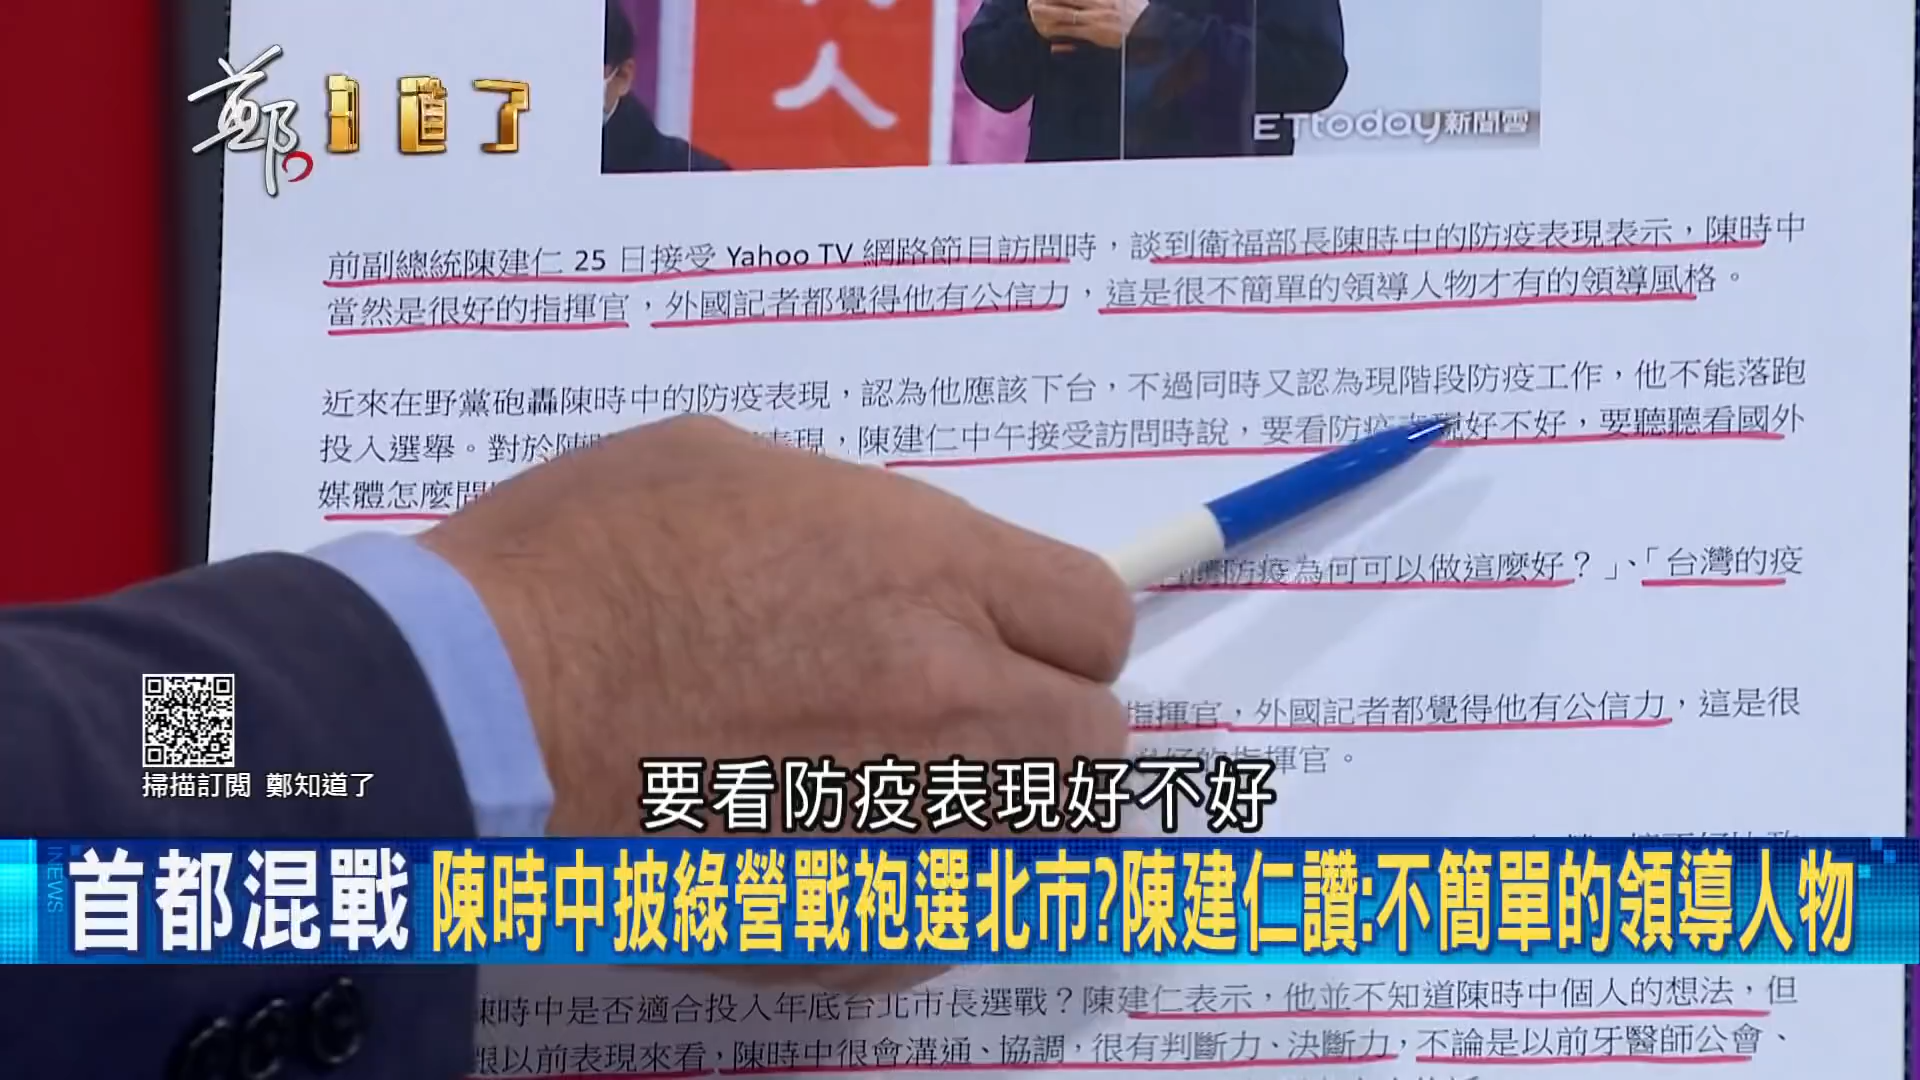 人
ETtoday新聞雲
鄭知道了
前副總統陳建仁 25 日接受 Yahoo TV 網路節目訪問時，談到衛福部長陳時中的防疫表現表示，陳時中
當然是很好的指揮官，外國記者都覺得他有公信力，這是很不簡單的領導人物才有的領導風格。
近來在野黨砲轟陳時中的防疫表現，認為他應該下台，不過同時又認為現階段防疫工作，他不能落跑
投入選舉。對於陳 表現，陳建仁中午接受訪問時說，要看防疫表現好不好，要聽聽看國外
媒體怎麼問
防疫為何可以做這麼好？」、「台灣的疫
指揮官，外國記者都覺得他有公信力，這是很
的指揮官。
掃描訂閱 鄭知道了
要看防疫表現好不好
NEWS
首都混戰 陳時中披綠營戰袍選北市?陳建仁讚:不簡單的領導人物
陳時中是否適合投入年底台北市長選戰？陳建仁表示，他並不知道陳時中個人的想法，但
跟以前表現來看，陳時中很會溝通、協調，很有判斷力、決斷力，不論是以前牙醫師公會、